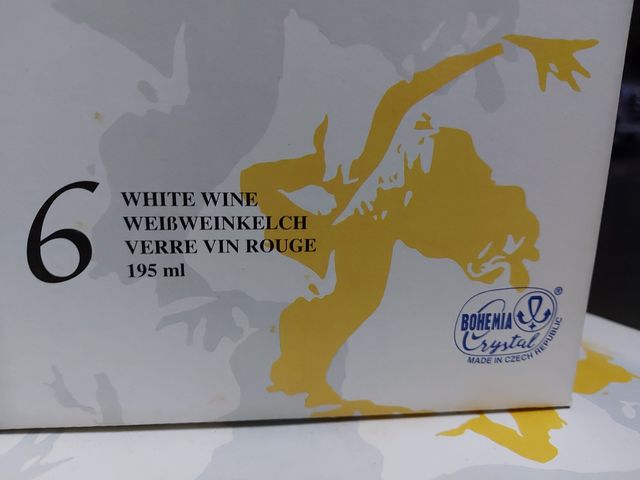 6
WHITE WINE
WEIßWEINKELCH
VERRE VIN ROUGE
195 ml
BOHEMIA
Crystal
®
MADE IN CZECH REPUBLIC